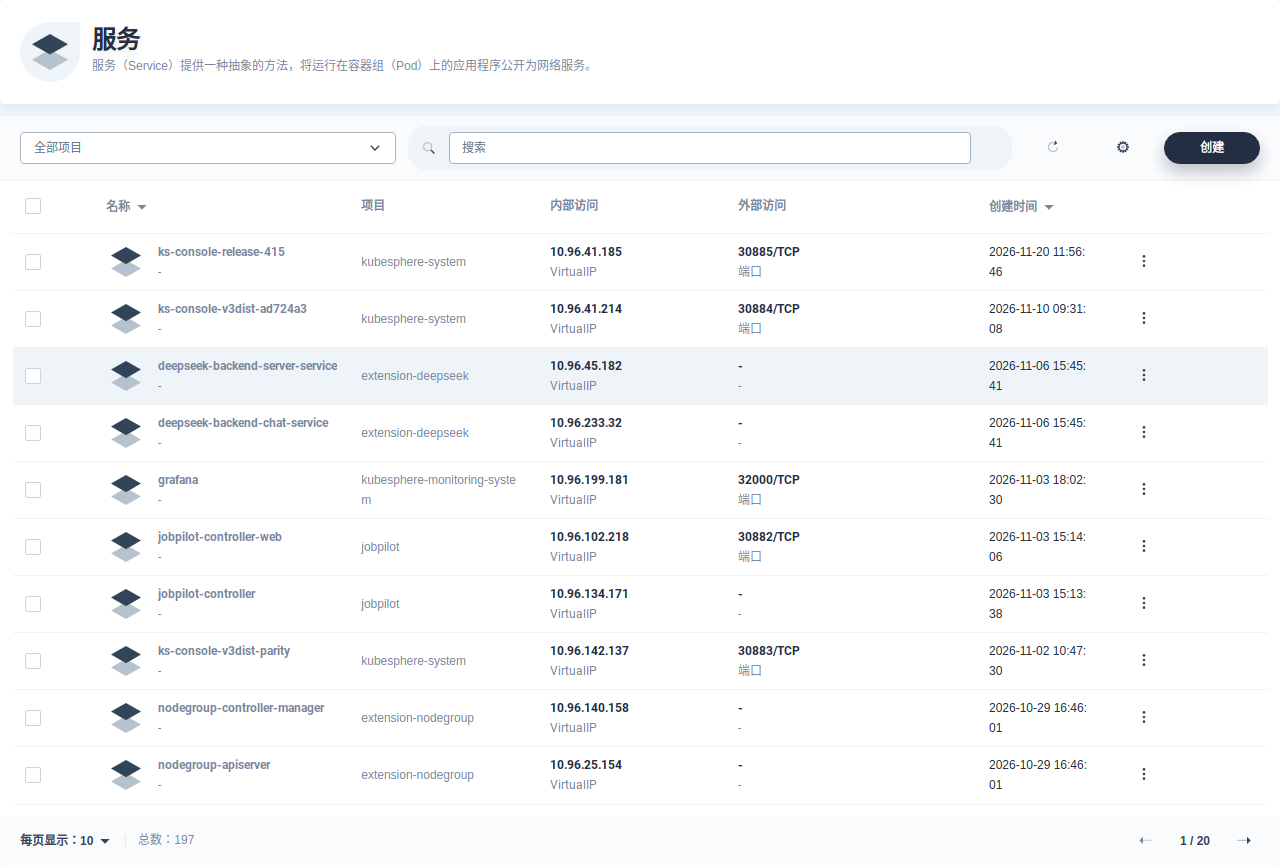 服务
服务（Service）提供一种抽象的方法，将运行在容器组（Pod）上的应用程序公开为网络服务。
全部项目
搜索
创建
名称 项目 内部访问 外部访问 创建时间
ks-console-release-415
-
kubesphere-system
10.96.41.185
VirtualIP
30885/TCP
端口
2026-11-20 11:56:
46
ks-console-v3dist-ad724a3
-
kubesphere-system
10.96.41.214
VirtualIP
30884/TCP
端口
2026-11-10 09:31:
08
deepseek-backend-server-service
-
extension-deepseek
10.96.45.182
VirtualIP
-
-
2026-11-06 15:45:
41
deepseek-backend-chat-service
-
extension-deepseek
10.96.233.32
VirtualIP
-
-
2026-11-06 15:45:
41
grafana
-
kubesphere-monitoring-syste
m
10.96.199.181
VirtualIP
32000/TCP
端口
2026-11-03 18:02:
30
jobpilot-controller-web
-
jobpilot
10.96.102.218
VirtualIP
30882/TCP
端口
2026-11-03 15:14:
06
jobpilot-controller
-
jobpilot
10.96.134.171
VirtualIP
-
-
2026-11-03 15:13:
38
ks-console-v3dist-parity
-
kubesphere-system
10.96.142.137
VirtualIP
30883/TCP
端口
2026-11-02 10:47:
30
nodegroup-controller-manager
-
extension-nodegroup
10.96.140.158
VirtualIP
-
-
2026-10-29 16:46:
01
nodegroup-apiserver
-
extension-nodegroup
10.96.25.154
VirtualIP
-
-
2026-10-29 16:46:
01
每页显示：10 总数：197 1 / 20